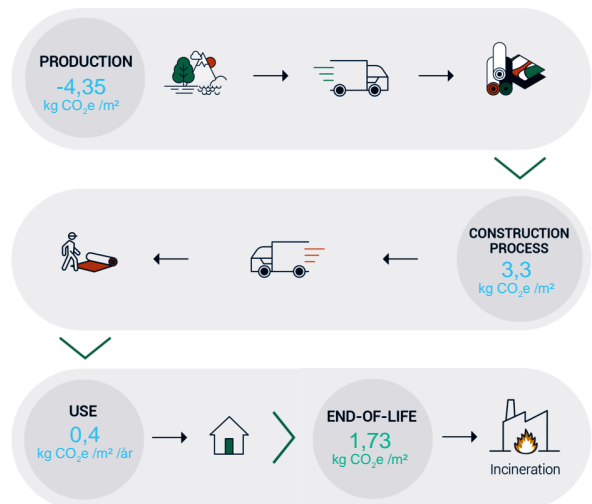 PRODUCTION
-4,35
kg CO₂e /m²
CONSTRUCTION
PROCESS
3,3
kg CO₂e /m²
USE
0,4
kg CO₂e /m² /år
END-OF-LIFE
1,73
kg CO₂e /m²
Incineration